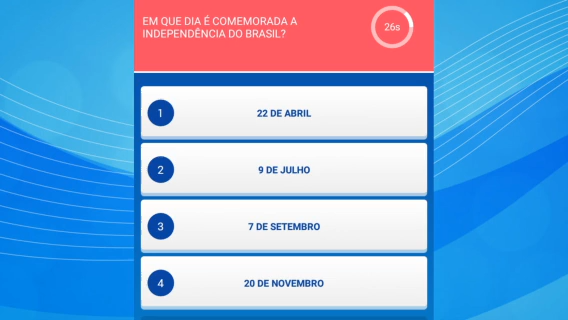 EM QUE DIA É COMEMORADA A
INDEPENDÊNCIA DO BRASIL?
26s
1 22 DE ABRIL
2 9 DE JULHO
3 7 DE SETEMBRO
4 20 DE NOVEMBRO